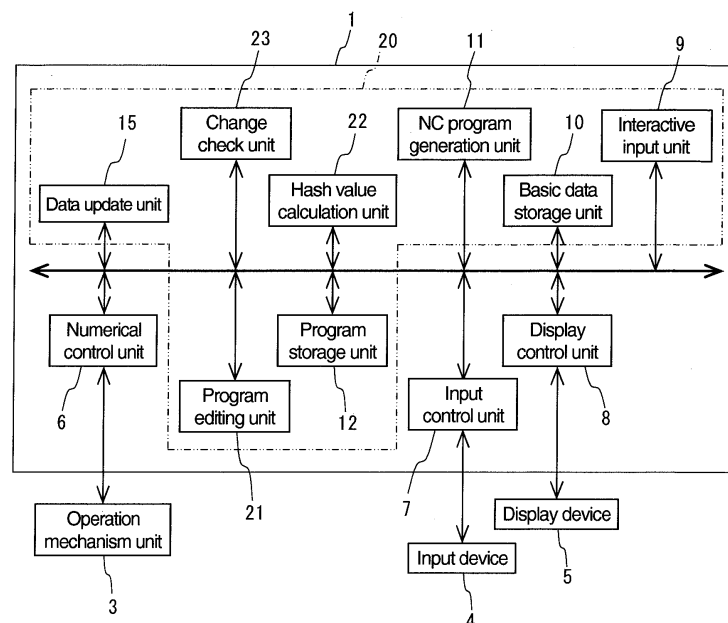 1
23
20
11
9
Change
check unit
22
NC program
generation unit
10
Interactive
input unit
15
Hash value
calculation unit
Basic data
storage unit
Data update unit
Numerical
control unit
Program
storage unit
Display
control unit
6
Program
editing unit
12
Input
control unit
8
21
7
Operation
mechanism unit
Display device
3
Input device
5
4